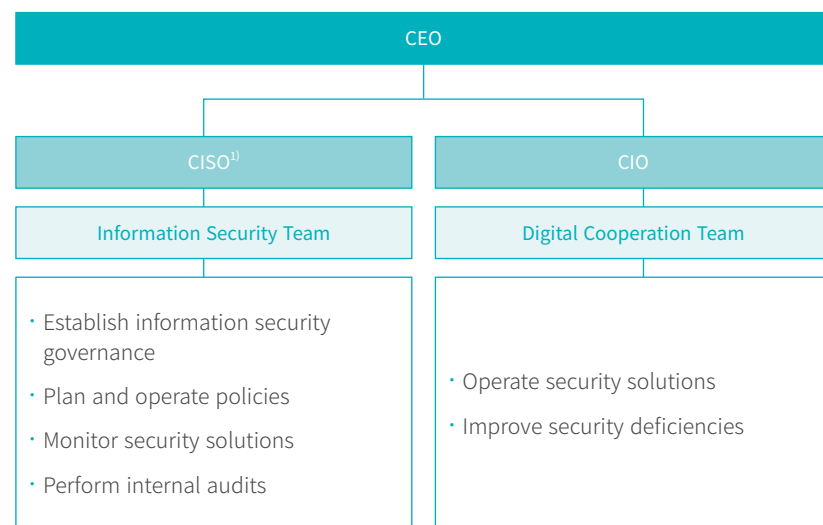 CEO
CISO1)
CIO
Information Security Team
Digital Cooperation Team
· Establish information security
governance
· Plan and operate policies
· Monitor security solutions
· Perform internal audits
· Operate security solutions
· Improve security deficiencies